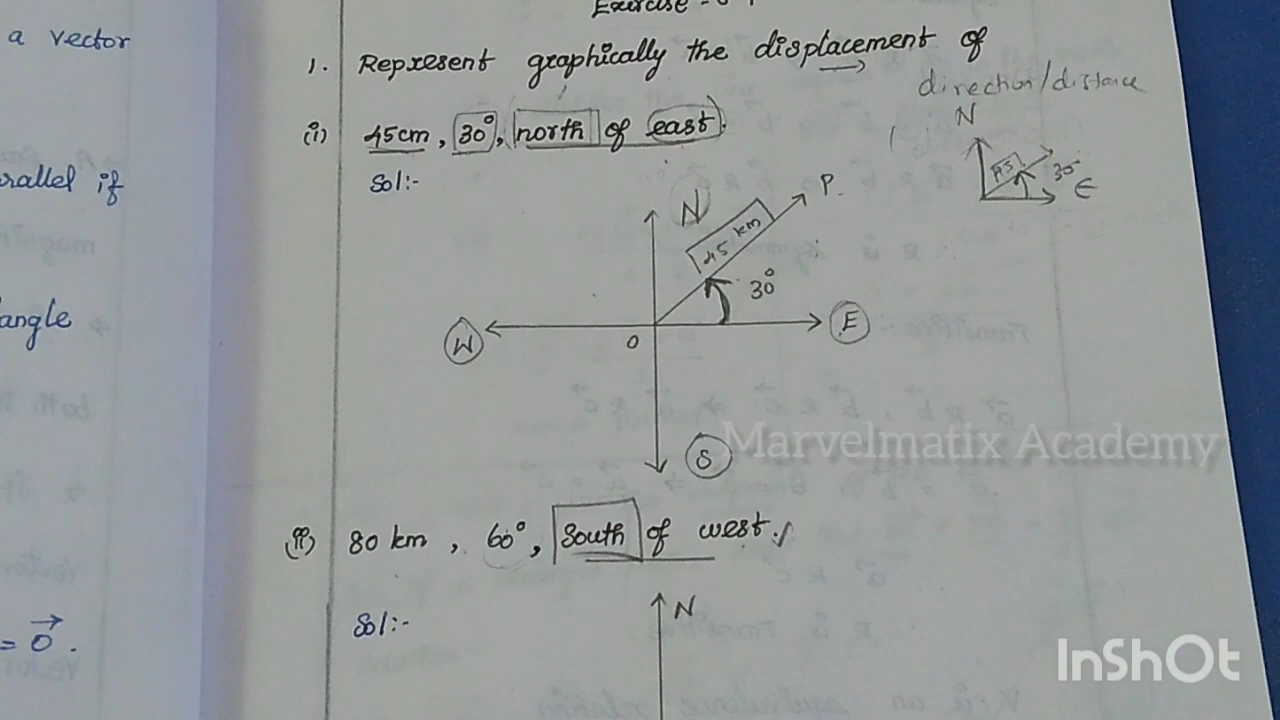 a vector
rallel if
angle
= 0⃗.
1. Represent graphically the displacement of
direction/distance
(i) 45cm, 30°, north of east.
Sol:-
N
45
30°
E
N
P.
45 km
30°
W
O
E
S
Marvelmatix Academy
(ii) 80 km, 60°, South of west.
Sol:-
N
InShOt